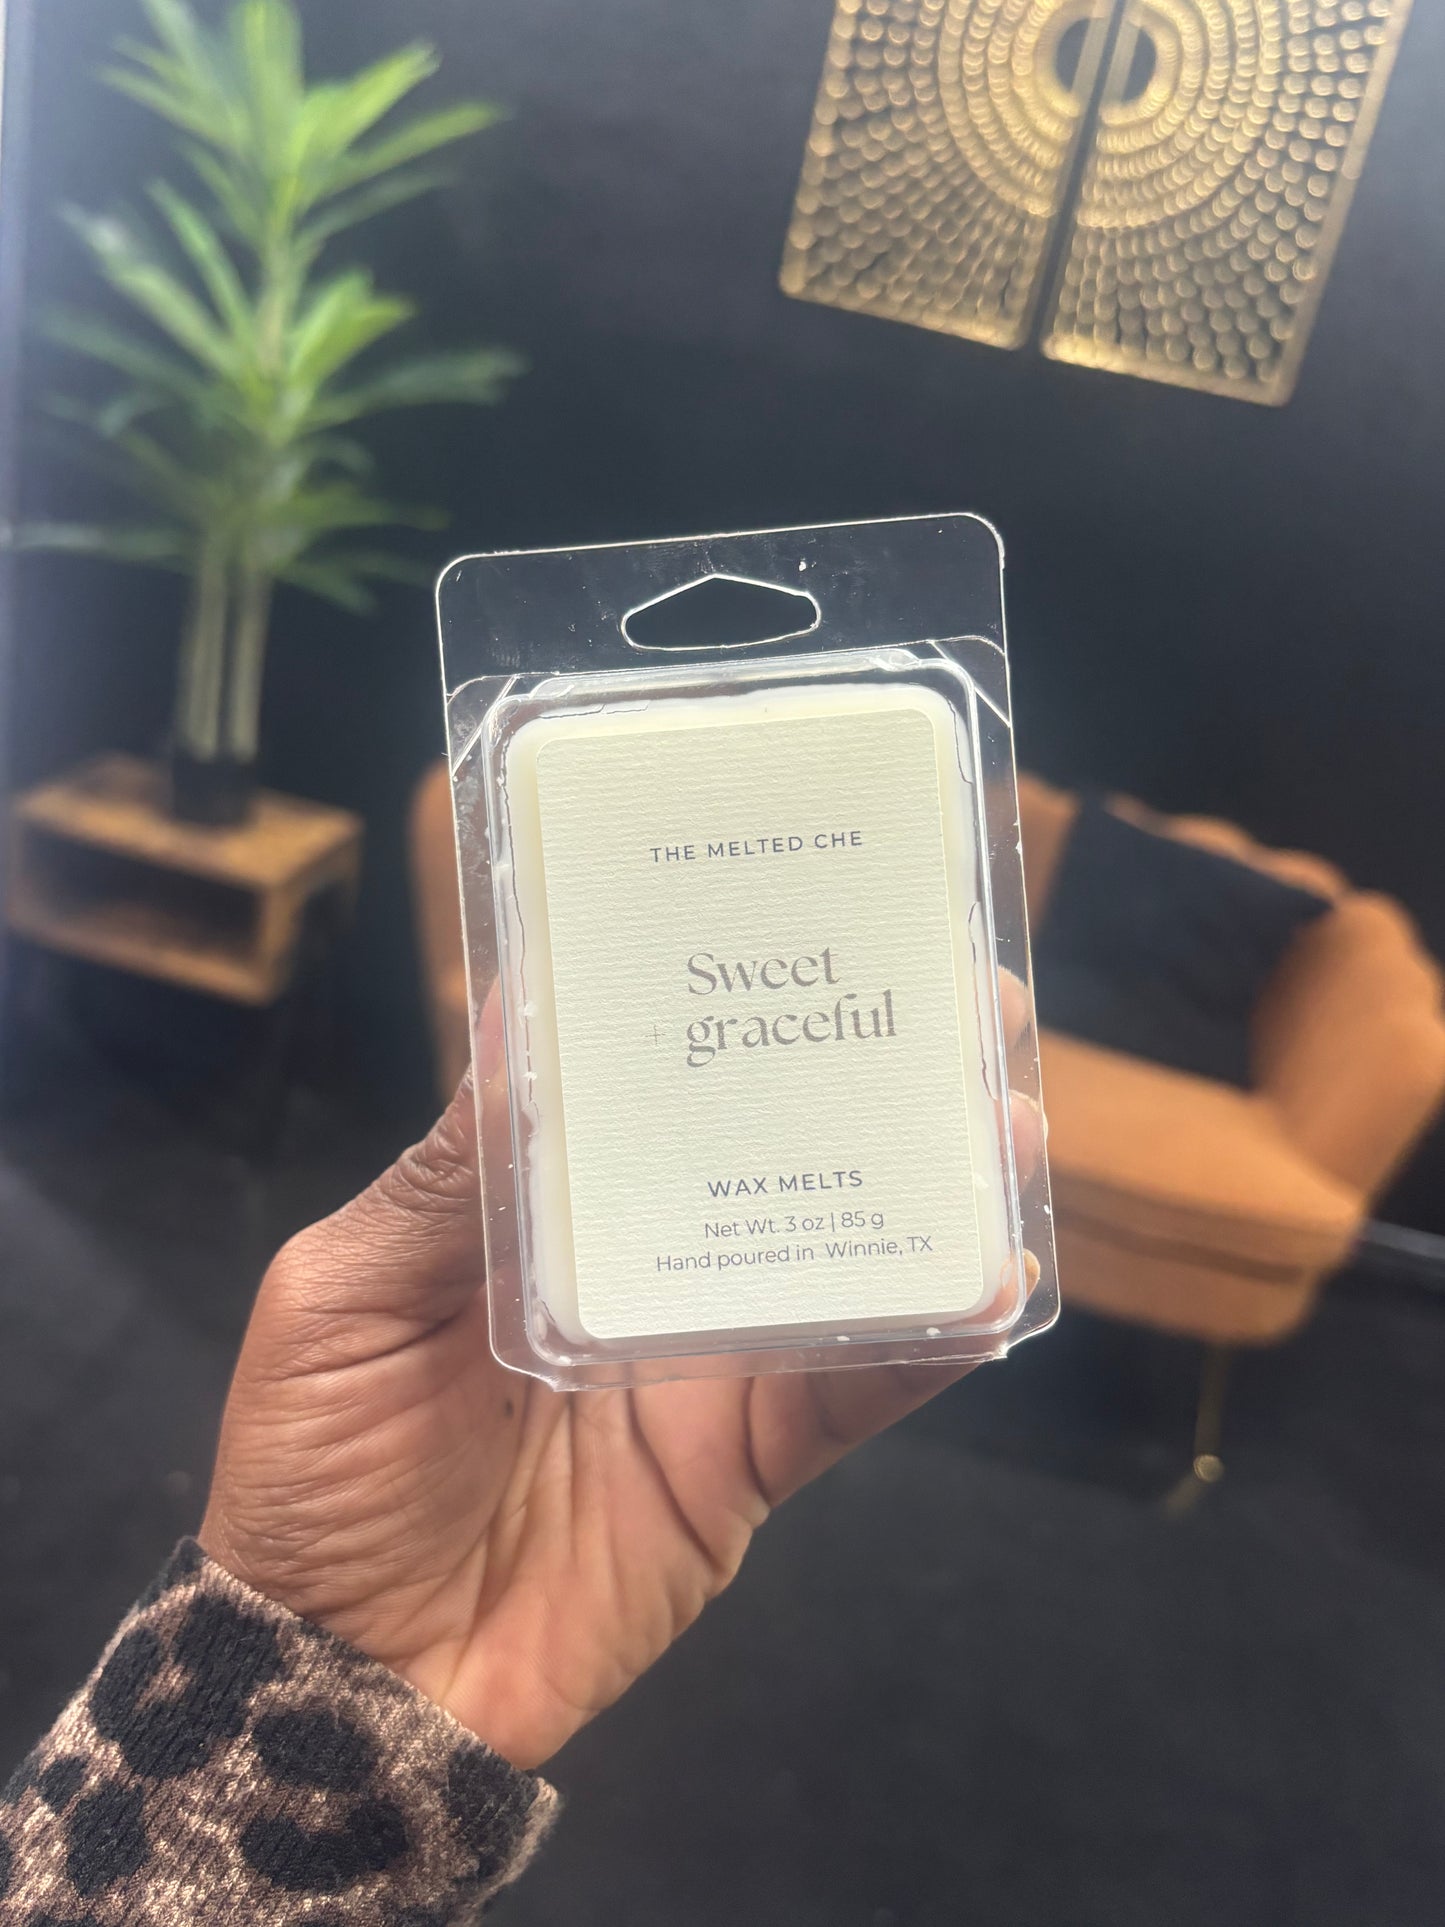 THE MELTED CHE
Sweet
+ graceful
WAX MELTS
Net Wt. 3 oz | 85 g
Hand poured in Winnie, TX